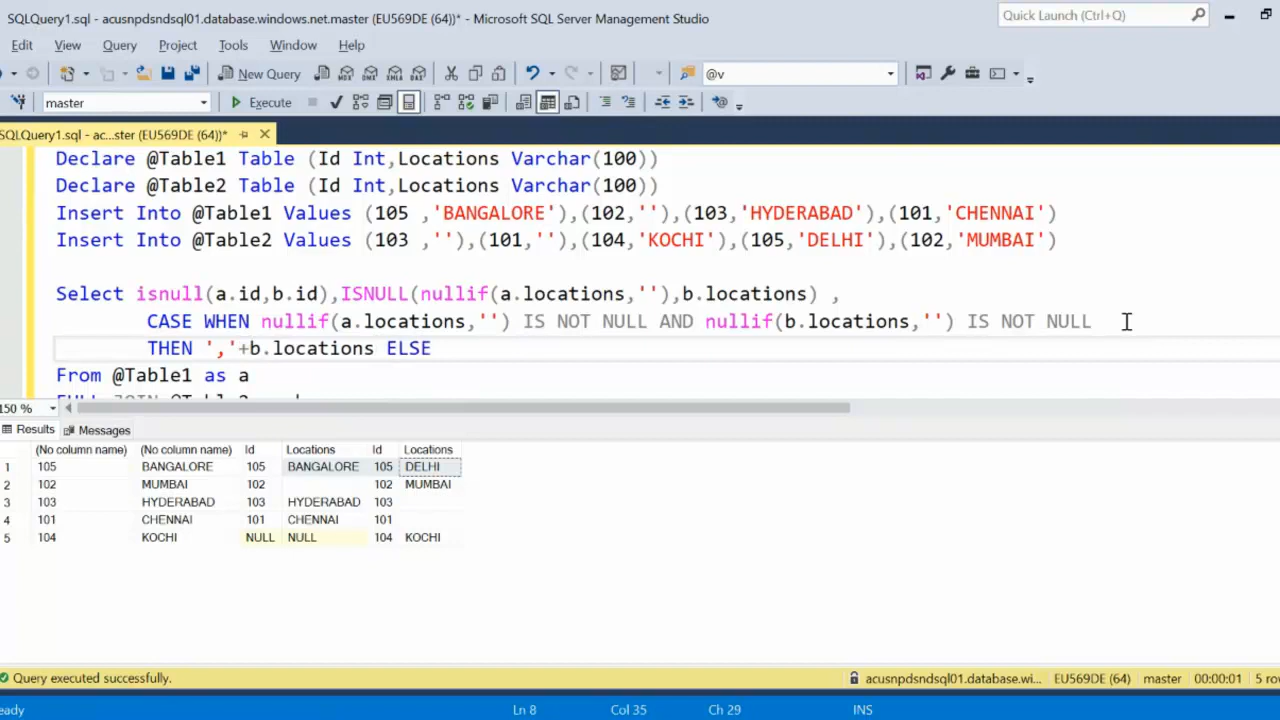 SQLQuery1.sql - acusnpdsndsql01.database.windows.net.master (EU569DE (64))* - Microsoft SQL Server Management Studio
Quick Launch (Ctrl+Q)
Edit View Query Project Tools Window Help
New Query
@v
master
Execute
SQLQuery1.sql - ac...ster (EU569DE (64))*
Declare @Table1 Table (Id Int,Locations Varchar(100))
Declare @Table2 Table (Id Int,Locations Varchar(100))
Insert Into @Table1 Values (105 ,'BANGALORE'),(102,''),(103,'HYDERABAD'),(101,'CHENNAI')
Insert Into @Table2 Values (103 ,''),(101,''),(104,'KOCHI'),(105,'DELHI'),(102,'MUMBAI')
Select isnull(a.id,b.id),ISNULL(nullif(a.locations,''),b.locations) ,
CASE WHEN nullif(a.locations,'') IS NOT NULL AND nullif(b.locations,'') IS NOT NULL
THEN ','+b.locations ELSE
From @Table1 as a
150 %
Results Messages
(No column name) (No column name) Id Locations Id Locations
1 105 BANGALORE 105 BANGALORE 105 DELHI
2 102 MUMBAI 102 102 MUMBAI
3 103 HYDERABAD 103 HYDERABAD 103
4 101 CHENNAI 101 CHENNAI 101
5 104 KOCHI NULL NULL 104 KOCHI
Query executed successfully.
acusnpdsndsql01.database.wi... EU569DE (64) master 00:00:01 5 ro
eady Ln 8 Col 35 Ch 29 INS